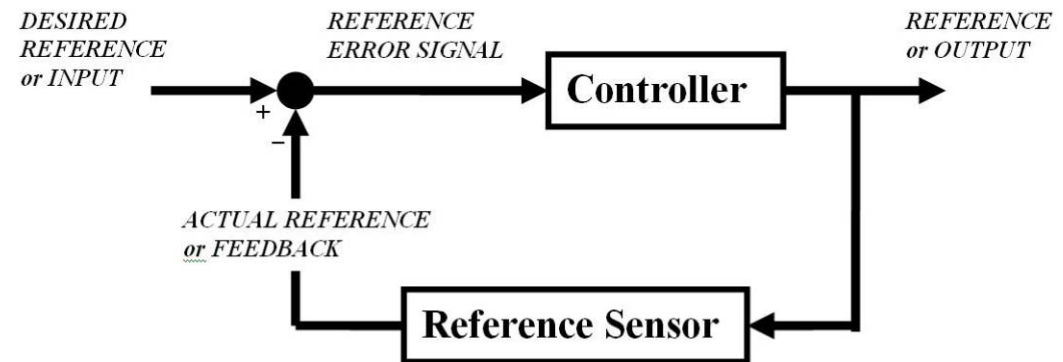 DESIRED
REFERENCE
or INPUT
REFERENCE
ERROR SIGNAL
REFERENCE
or OUTPUT
Controller
+
−
ACTUAL REFERENCE
or FEEDBACK
Reference Sensor